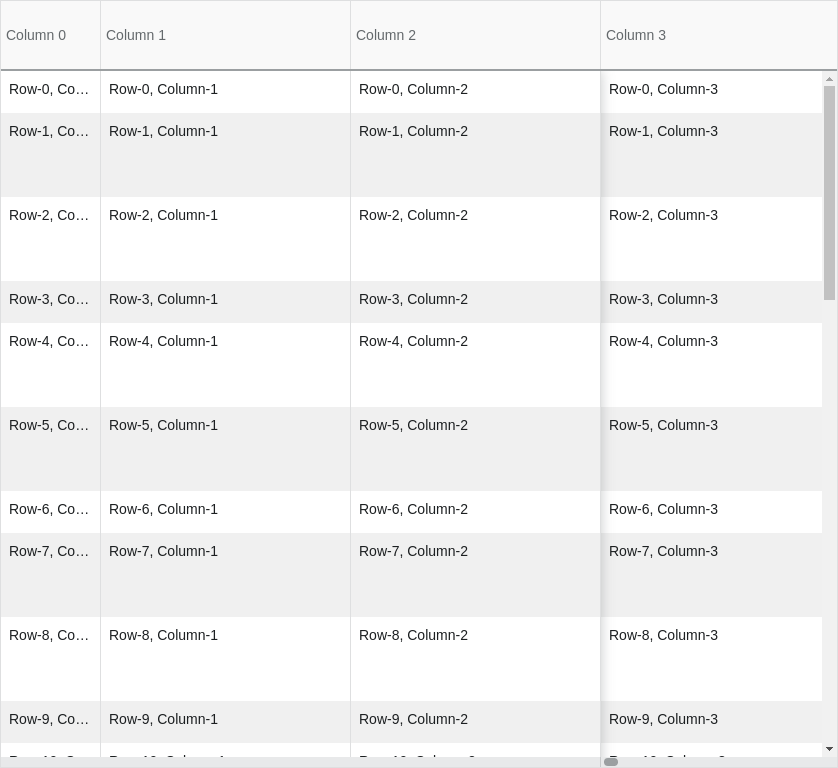 Column 0 Column 1 Column 2 Column 3
Row-0, Co… Row-0, Column-1 Row-0, Column-2 Row-0, Column-3
Row-1, Co… Row-1, Column-1 Row-1, Column-2 Row-1, Column-3
Row-2, Co… Row-2, Column-1 Row-2, Column-2 Row-2, Column-3
Row-3, Co… Row-3, Column-1 Row-3, Column-2 Row-3, Column-3
Row-4, Co… Row-4, Column-1 Row-4, Column-2 Row-4, Column-3
Row-5, Co… Row-5, Column-1 Row-5, Column-2 Row-5, Column-3
Row-6, Co… Row-6, Column-1 Row-6, Column-2 Row-6, Column-3
Row-7, Co… Row-7, Column-1 Row-7, Column-2 Row-7, Column-3
Row-8, Co… Row-8, Column-1 Row-8, Column-2 Row-8, Column-3
Row-9, Co… Row-9, Column-1 Row-9, Column-2 Row-9, Column-3